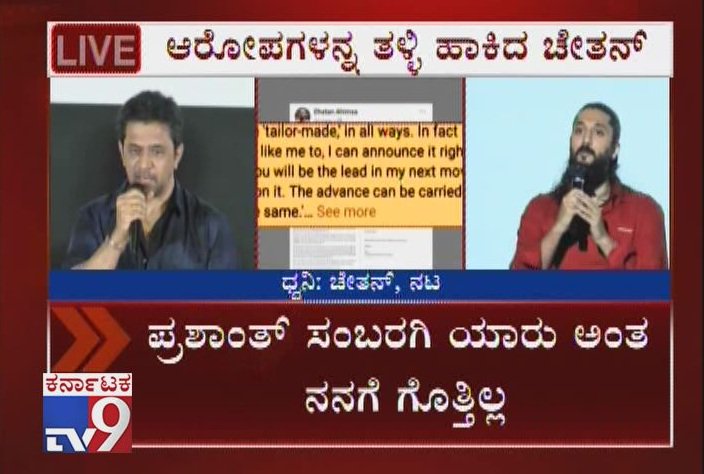 LIVE
ಆರೋಪಗಳನ್ನ ತಳ್ಳಿ ಹಾಕಿದ ಚೇತನ್
'tailor-made,' in all ways. In fact
like me to, I can announce it righ
ou will be the lead in my next mov
on it. The advance can be carried
same.'... See more
ಧ್ವನಿ: ಚೇತನ್, ನಟ
ಪ್ರಶಾಂತ್ ಸಂಬರಗಿ ಯಾರು ಅಂತ
ನನಗೆ ಗೊತ್ತಿಲ್ಲ
ಕರ್ನಾಟಕ
TV9